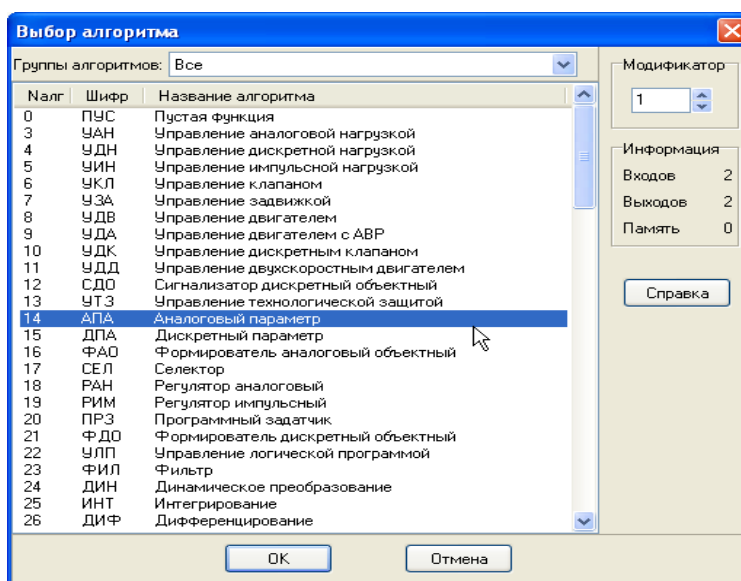 Выбор алгоритма
Группы алгоритмов: Все
Nалг Шифр Название алгоритма
0 ПУС Пустая функция
3 УАН Управление аналоговой нагрузкой
4 УДН Управление дискретной нагрузкой
5 УИН Управление импульсной нагрузкой
6 УКЛ Управление клапаном
7 УЗА Управление задвижкой
8 УДВ Управление двигателем
9 УДА Управление двигателем с АВР
10 УДК Управление дискретным клапаном
11 УДД Управление двухскоростным двигателем
12 СДО Сигнализатор дискретный объектный
13 УТЗ Управление технологической защитой
14 АПА Аналоговый параметр
15 ДПА Дискретный параметр
16 ФАО Формирователь аналоговый объектный
17 СЕЛ Селектор
18 РАН Регулятор аналоговый
19 РИМ Регулятор импульсный
20 ПРЗ Программный задатчик
21 ФДО Формирователь дискретный объектный
22 УЛП Управление логической программой
23 ФИЛ Фильтр
24 ДИН Динамическое преобразование
25 ИНТ Интегрирование
26 ДИФ Дифференцирование
Модификатор
1
Информация
Входов 2
Выходов 2
Память 0
Справка
OK Отмена